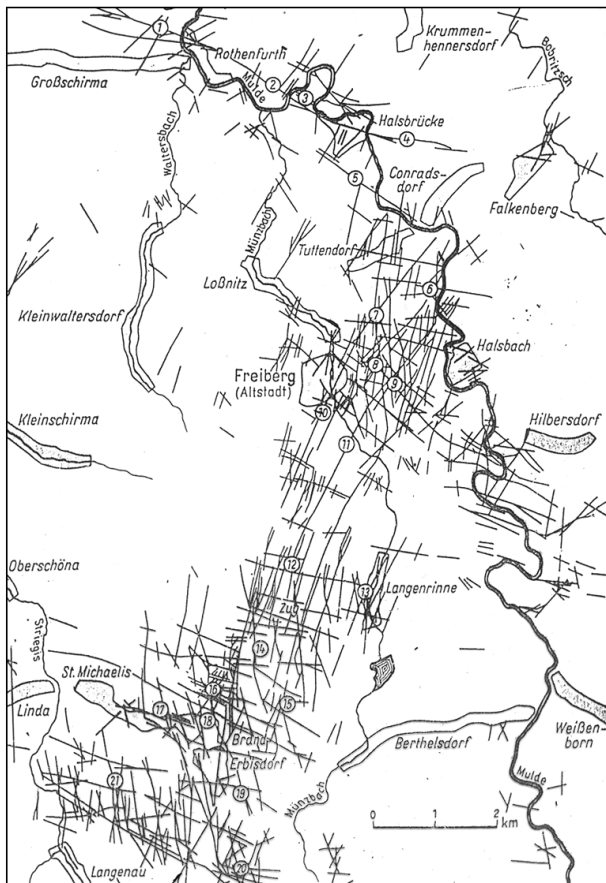 Krummen-
hennersdorf
Bobritzsch
1
Rothenfurth
Großschirma
Mulde
2
3
Halsbrücke
4
Waltersbach
Conrads-
dorf
5
Falkenberg
Münzbach
Tuttendorf
Loßnitz
6
Kleinwaltersdorf
7
Halsbach
8
Freiberg
(Altstadt)
9
10
Kleinschirma
11
Hilbersdorf
Oberschöna
12
13
Langenrinne
Zug
Striegis
14
St. Michaelis
16
15
17
Linda
18
Brand-
Erbisdorf
Berthelsdorf
Weißen-
born
21
19
Münzbach
Mulde
0 1 2
km
20
Langenau